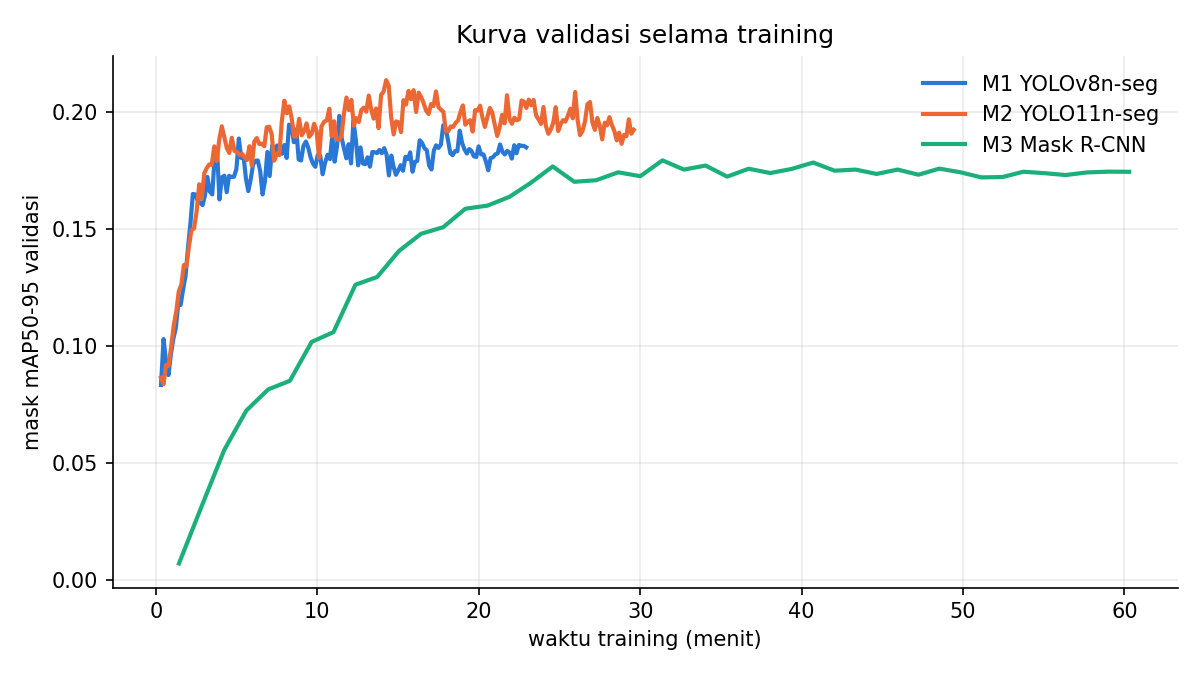 Kurva validasi selama training
M1 YOLOv8n-seg
M2 YOLO11n-seg
M3 Mask R-CNN
mask mAP50-95 validasi
0.20
0.15
0.10
0.05
0.00
0 10 20 30 40 50 60
waktu training (menit)